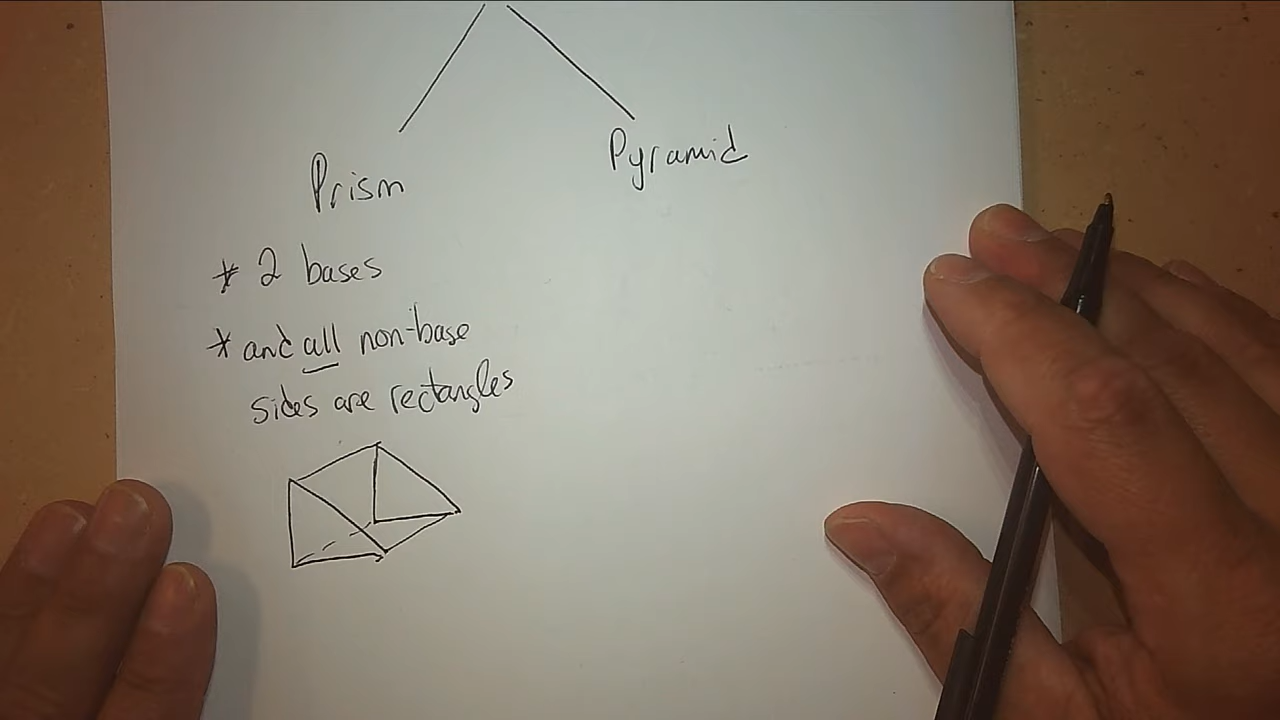 Prism
Pyramid
* 2 bases
* and all non-base
sides are rectangles